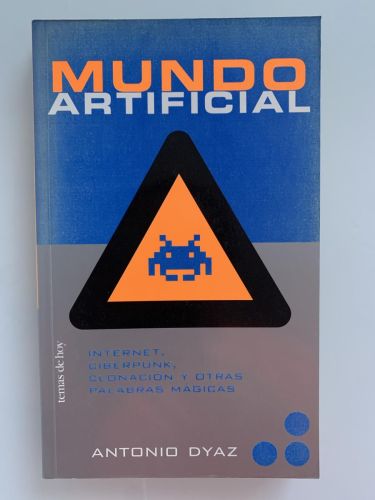 MUNDO
ARTIFICIAL
INTERNET,
CIBERPUNK,
CLONACIÓN Y OTRAS
PALABRAS MÁGICAS
temas de hoy
ANTONIO DYAZ